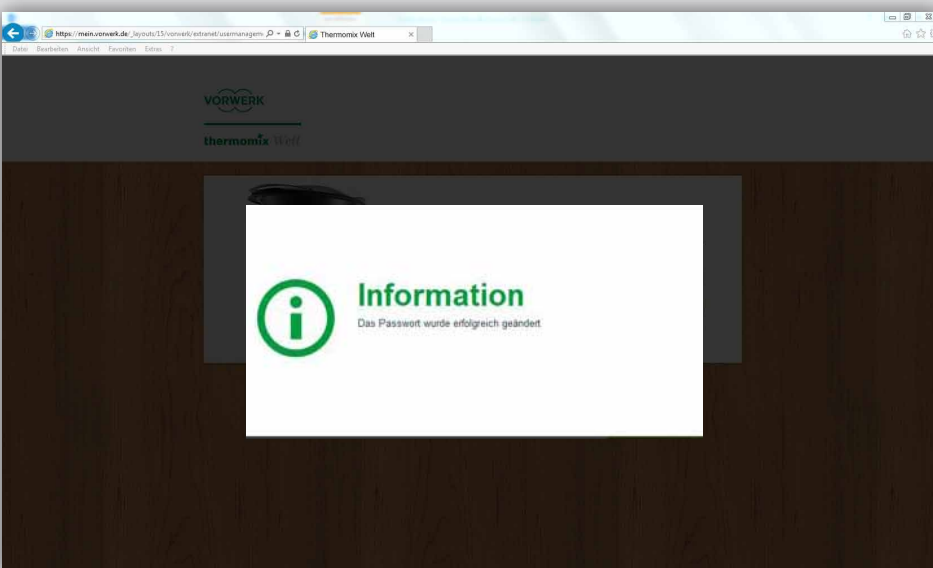 https://mein.vorwerk.de/_layouts/15/vorwerk/extranet/usermanagem
Thermomix Welt
Datei Bearbeiten Ansicht Favoriten Extras ?
VORWERK
thermomix Welt
Information
Das Passwort wurde erfolgreich geändert